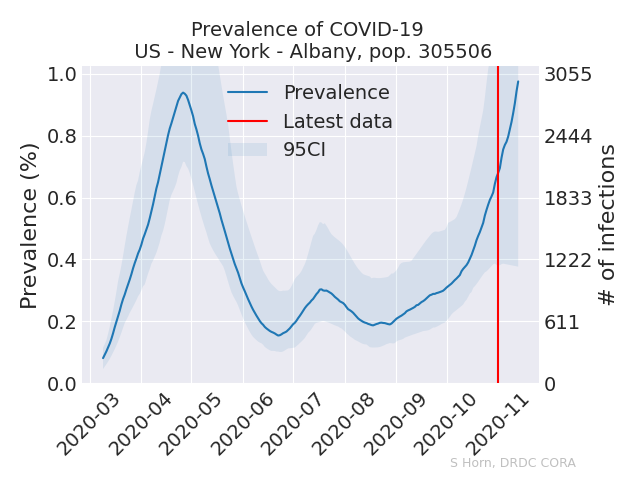 Prevalence of COVID-19
US - New York - Albany, pop. 305506
Prevalence (%)
1.0
0.8
0.6
0.4
0.2
0.0
Prevalence
Latest data
95CI
3055
2444
1833
1222
611
0
# of infections
2020-03
2020-04
2020-05
2020-06
2020-07
2020-08
2020-09
2020-10
2020-11
S Horn, DRDC CORA